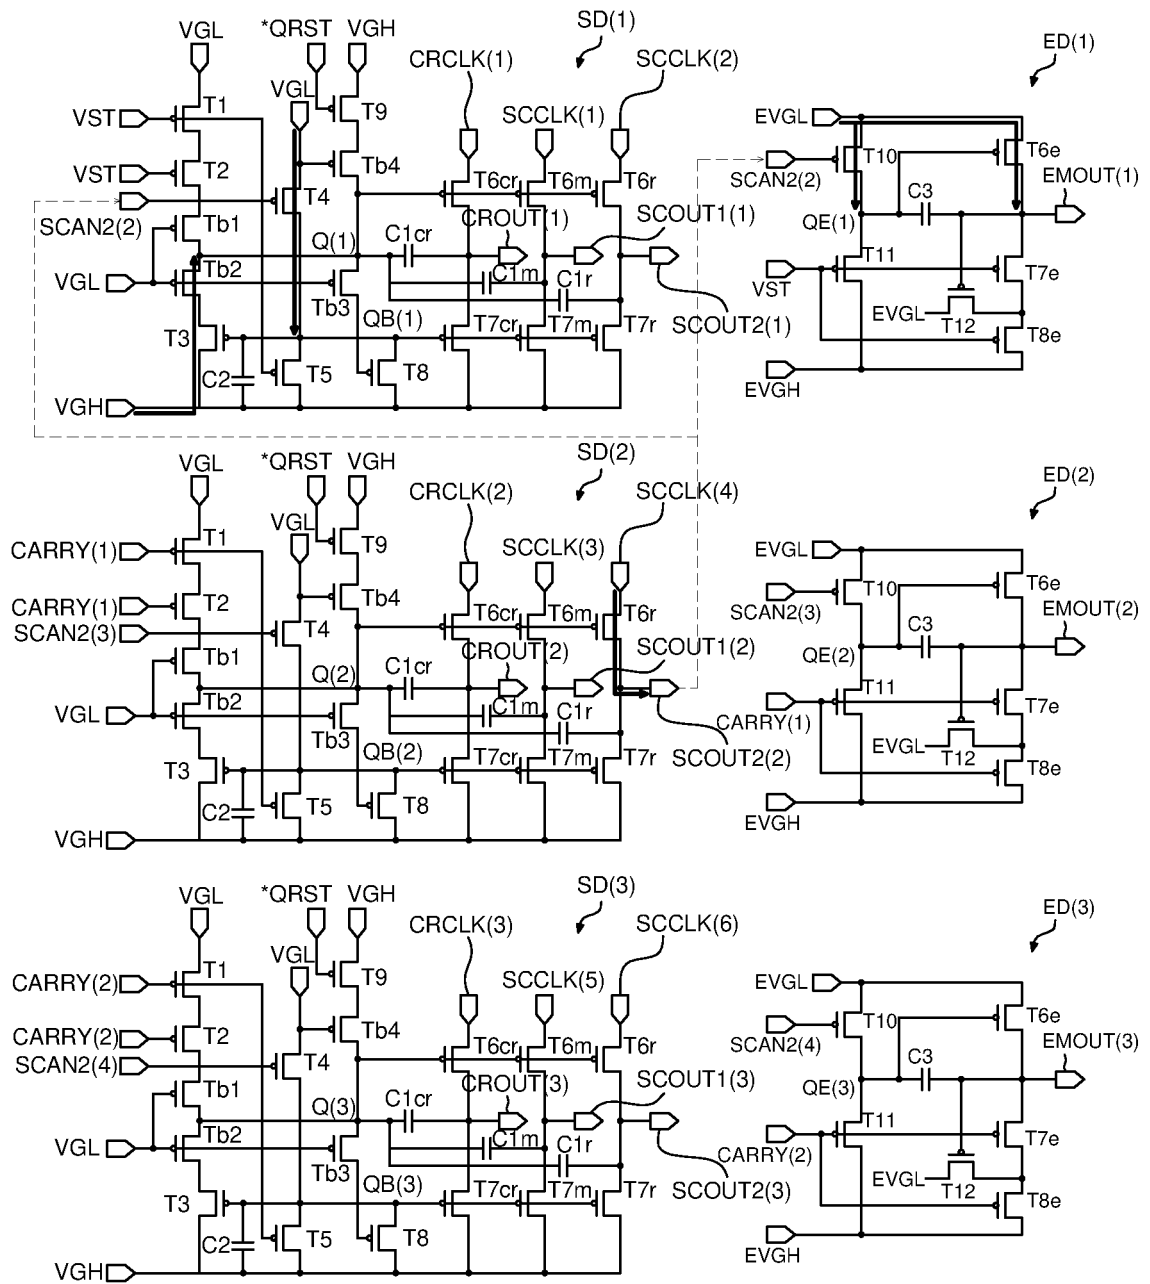 SD(1)
VGL
*QRST
VGH
CRCLK(1)
SCCLK(2)
ED(1)
VGL
T1
T9
SCCLK(1)
EVGL
VST
T10
T6e
T2
Tb4
VST
SCAN2(2)
EMOUT(1)
T4
T6cr
T6m
T6r
C3
SCAN2(2)
Tb1
CROUT(1)
SCOUT1(1)
QE(1)
Q(1)
C1cr
T11
VGL
Tb2
C1m
C1r
T7e
VST
Tb3
QB(1)
EVGL
T12
T3
T7cr
T7m
T7r
SCOUT2(1)
T8e
C2
T5
T8
EVGH
VGH
SD(2)
VGL
*QRST
VGH
CRCLK(2)
SCCLK(4)
ED(2)
VGL
T1
T9
SCCLK(3)
EVGL
CARRY(1)
T10
T6e
CARRY(1)
T2
Tb4
SCAN2(3)
EMOUT(2)
SCAN2(3)
T4
T6cr
T6m
T6r
C3
Tb1
CROUT(2)
SCOUT1(2)
QE(2)
Q(2)
C1cr
T11
VGL
Tb2
C1m
C1r
T7e
CARRY(1)
Tb3
QB(2)
EVGL
T12
T3
T7cr
T7m
T7r
SCOUT2(2)
T8e
C2
T5
T8
EVGH
VGH
SD(3)
VGL
*QRST
VGH
CRCLK(3)
SCCLK(6)
ED(3)
VGL
T1
T9
SCCLK(5)
EVGL
CARRY(2)
T10
T6e
CARRY(2)
T2
Tb4
SCAN2(4)
EMOUT(3)
SCAN2(4)
T4
T6cr
T6m
T6r
C3
Tb1
CROUT(3)
SCOUT1(3)
QE(3)
Q(3)
C1cr
T11
VGL
Tb2
C1m
C1r
T7e
CARRY(2)
Tb3
QB(3)
EVGL
T12
T3
T7cr
T7m
T7r
SCOUT2(3)
T8e
C2
T5
T8
EVGH
VGH